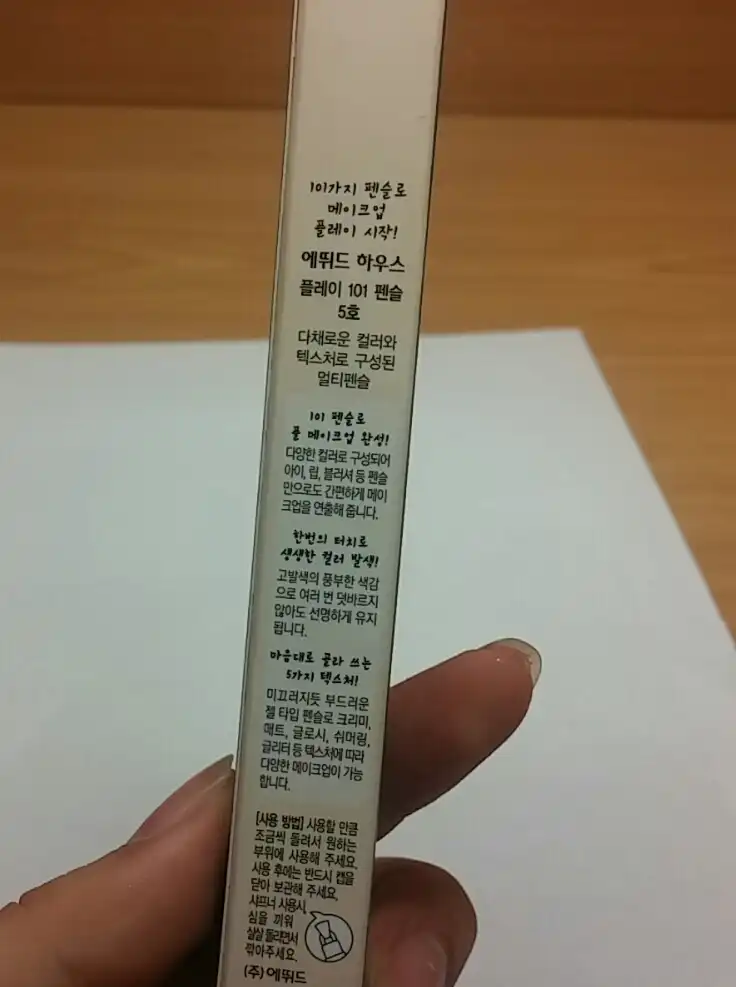 101가지 펜슬로
메이크업
플레이 시작!
에뛰드 하우스
플레이 101 펜슬
5호
다채로운 컬러와
텍스처로 구성된
멀티펜슬
101 펜슬로
풀 메이크업 완성!
다양한 컬러로 구성되어
아이, 립, 블러셔 등 펜슬
만으로도 간편하게 메이
크업을 연출해 줍니다.
한번의 터치로
생생한 컬러 발색!
고발색의 풍부한 색감
으로 여러 번 덧바르지
않아도 선명하게 유지
됩니다.
마음대로 골라 쓰는
5가지 텍스처!
미끄러지듯 부드러운
젤 타입 펜슬로 크리미,
매트, 글로시, 쉬머링,
글리터 등 텍스처에 따라
다양한 메이크업이 가능
합니다.
[사용 방법] 사용할 만큼
조금씩 돌려서 원하는
부위에 사용해 주세요.
사용 후에는 반드시 캡을
닫아 보관해 주세요.
샤프너 사용시,
심을 끼워
살살 돌리면서
깎아주세요.
(주)에뛰드